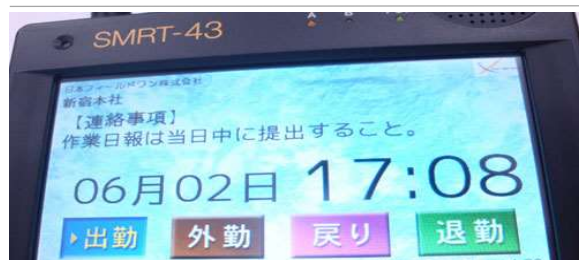 SMRT-43
日本フィールドワン株式会社
新宿本社
【連絡事項】
作業日報は当日中に提出すること。
06月02日 17:08
出勤 外勤 戻り 退勤